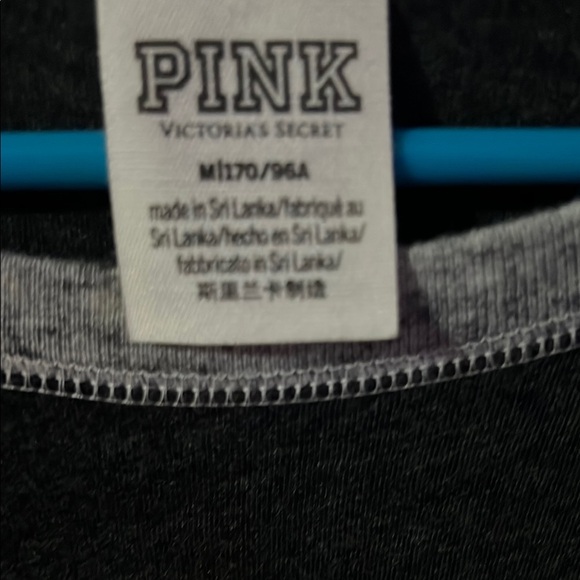 PINK
VICTORIA'S SECRET
M|170/96A
made in Sri Lanka/fabriqué au
Sri Lanka/hecho en Sri Lanka/
fabbricato in Sri Lanka/
斯里兰卡制造